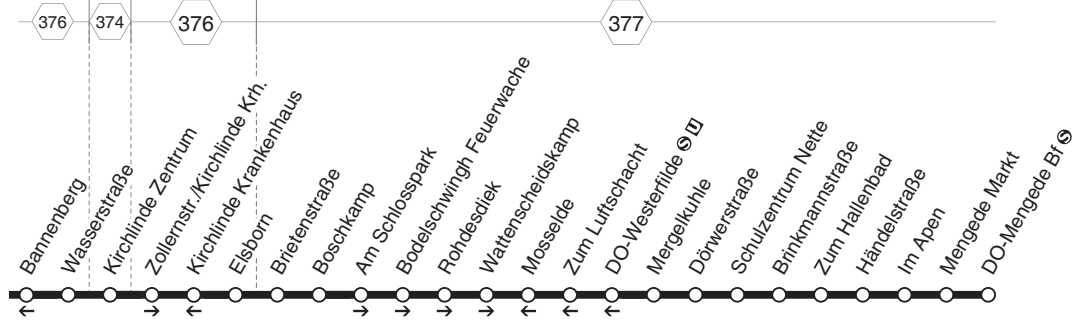 376
374
376
377
Bannenberg
Wasserstraße
Kirchlinde Zentrum
Zollernstr./Kirchlinde Krh.
Kirchlinde Krankenhaus
Elsborn
Brietenstraße
Boschkamp
Am Schlosspark
Bodelschwingh Feuerwache
Rohdesdiek
Wattenscheidskamp
Mosselde
Zum Luftschacht
DO-Westerfilde S U
Mergelkuhle
Dörwerstraße
Schulzentrum Nette
Brinkmannstraße
Zum Hallenbad
Händelstraße
Im Apen
Mengede Markt
DO-Mengede Bf S